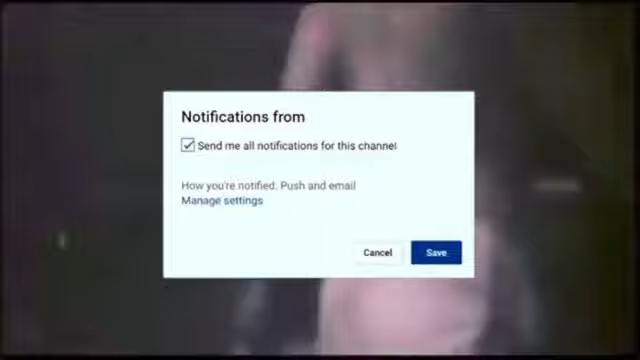 Notifications from
Send me all notifications for this channel
How you're notified. Push and email
Manage settings
Cancel
Save